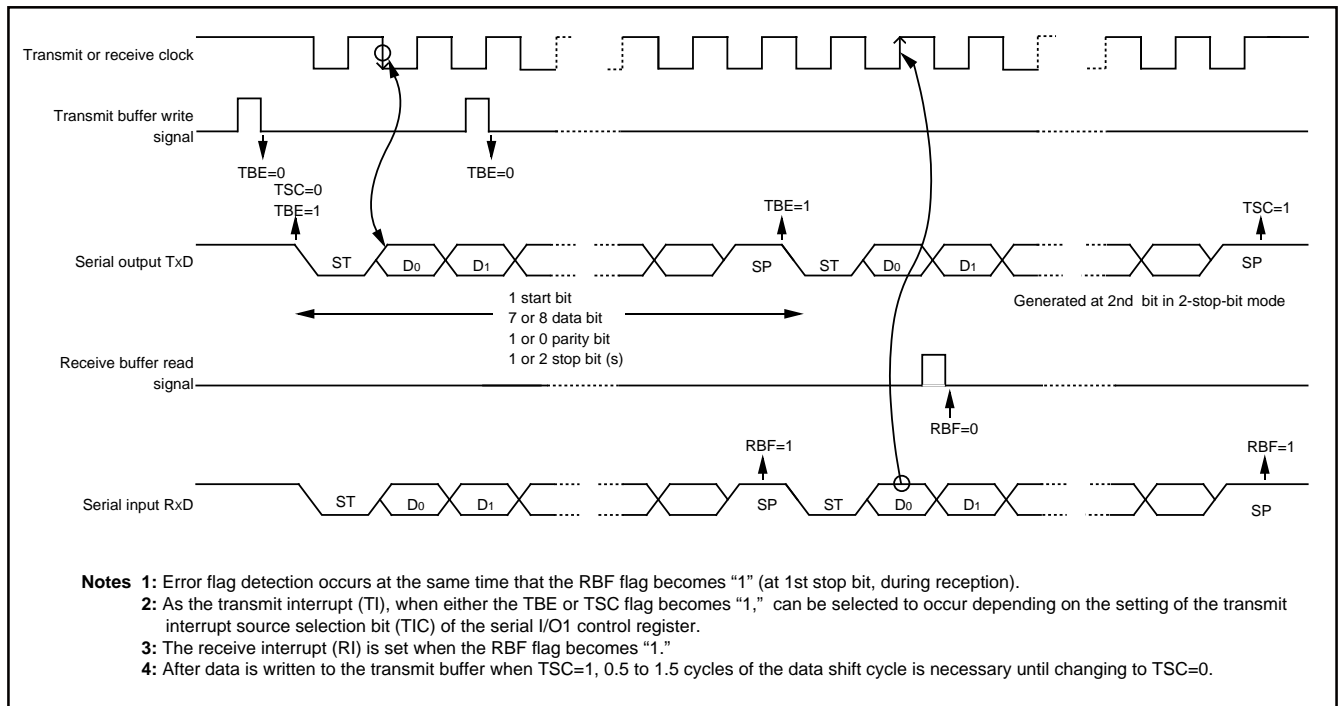 Transmit or receive clock
Transmit buffer write
signal
TBE=0
TBE=0
TSC=0
TBE=1
TBE=1
TSC=1
Serial output TxD
ST
D0
D1
SP
ST
D0
D1
SP
1 start bit
7 or 8 data bit
1 or 0 parity bit
1 or 2 stop bit (s)
Generated at 2nd bit in 2-stop-bit mode
Receive buffer read
signal
RBF=0
RBF=1
RBF=1
Serial input RxD
ST
D0
D1
SP
ST
D0
D1
SP
Notes 1: Error flag detection occurs at the same time that the RBF flag becomes “1” (at 1st stop bit, during reception).
2: As the transmit interrupt (TI), when either the TBE or TSC flag becomes “1,” can be selected to occur depending on the setting of the transmit
interrupt source selection bit (TIC) of the serial I/O1 control register.
3: The receive interrupt (RI) is set when the RBF flag becomes “1.”
4: After data is written to the transmit buffer when TSC=1, 0.5 to 1.5 cycles of the data shift cycle is necessary until changing to TSC=0.